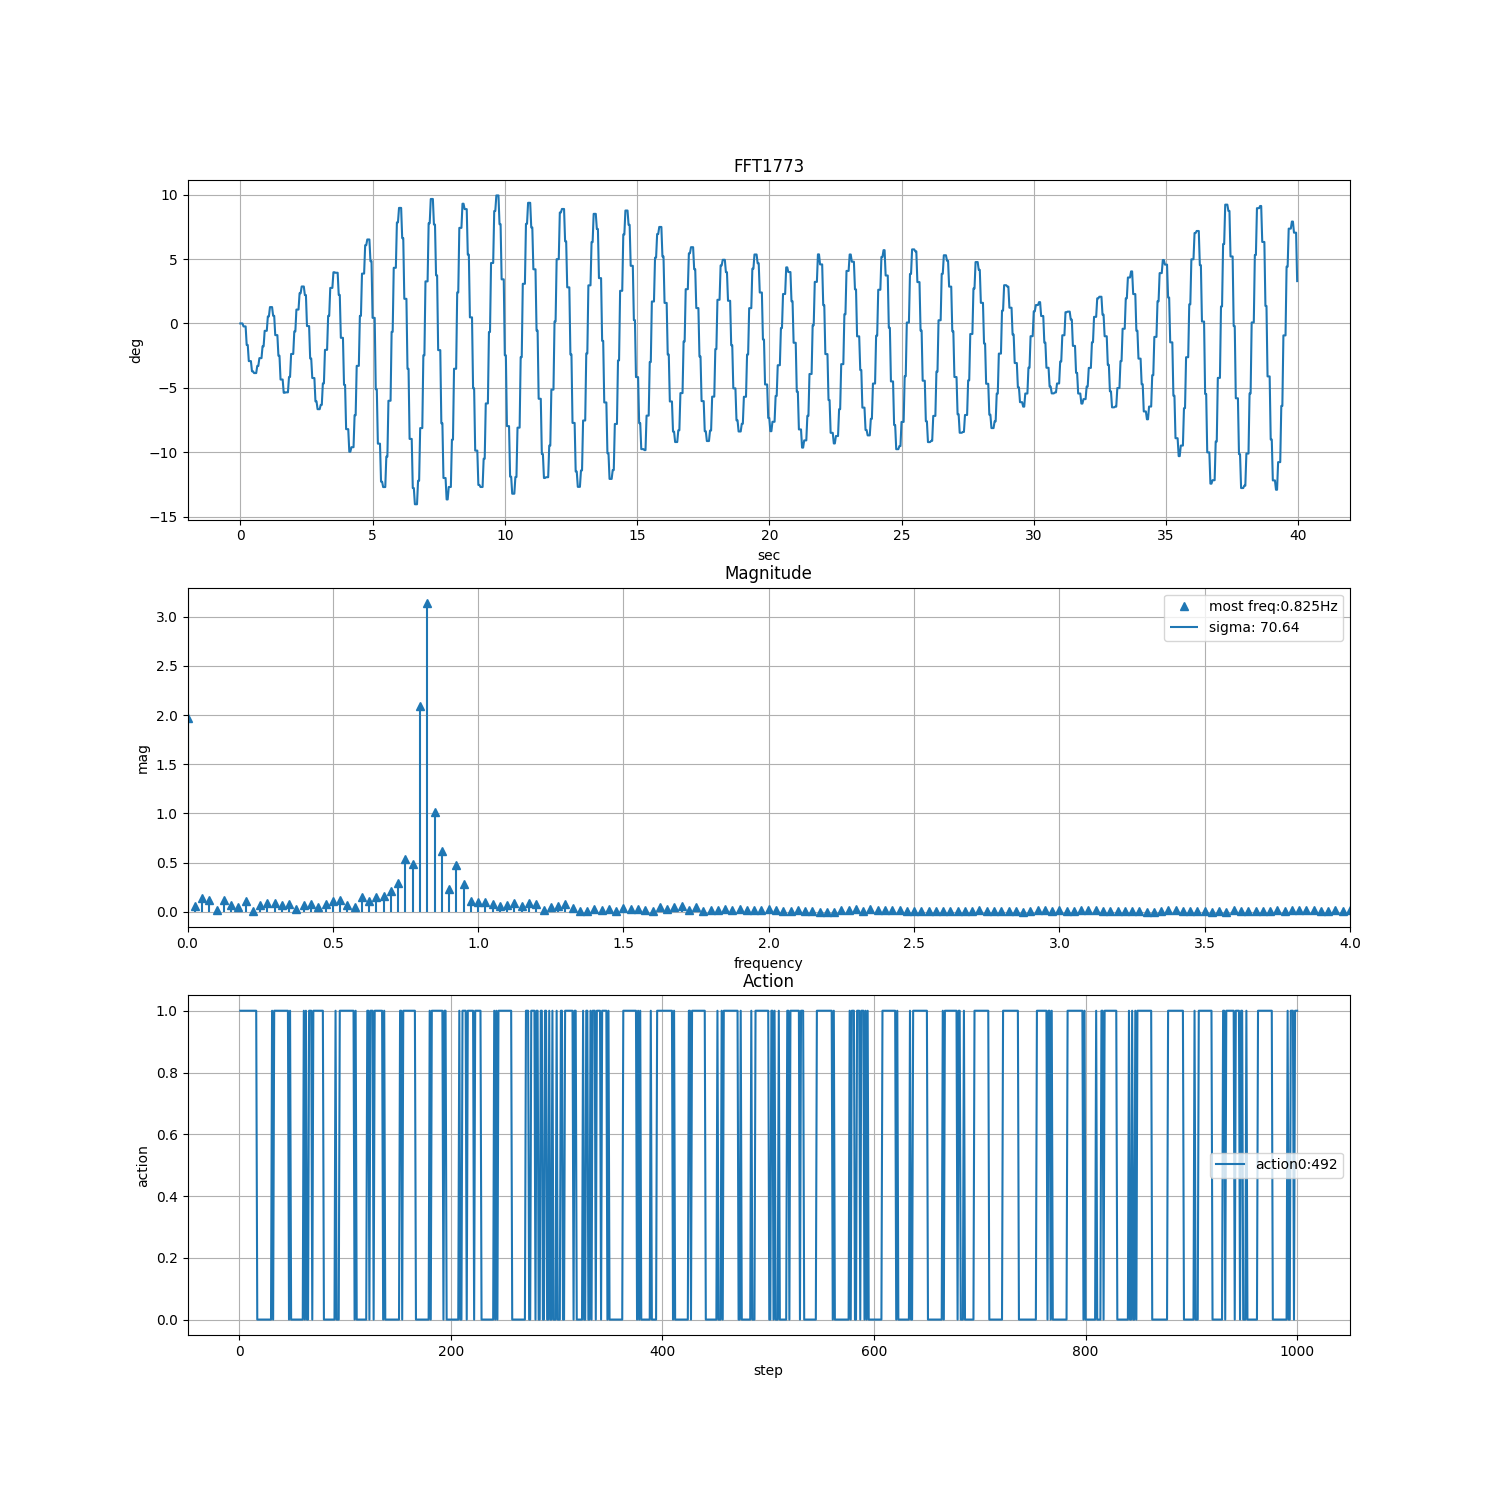 FFT1773
10
5
0
−5
−10
−15
deg
0 5 10 15 20 25 30 35 40
sec
Magnitude
most freq:0.825Hz
sigma: 70.64
3.0
2.5
2.0
1.5
1.0
0.5
0.0
mag
0.0 0.5 1.0 1.5 2.0 2.5 3.0 3.5 4.0
frequency
Action
1.0
0.8
0.6
0.4
0.2
0.0
action
action0:492
0 200 400 600 800 1000
step